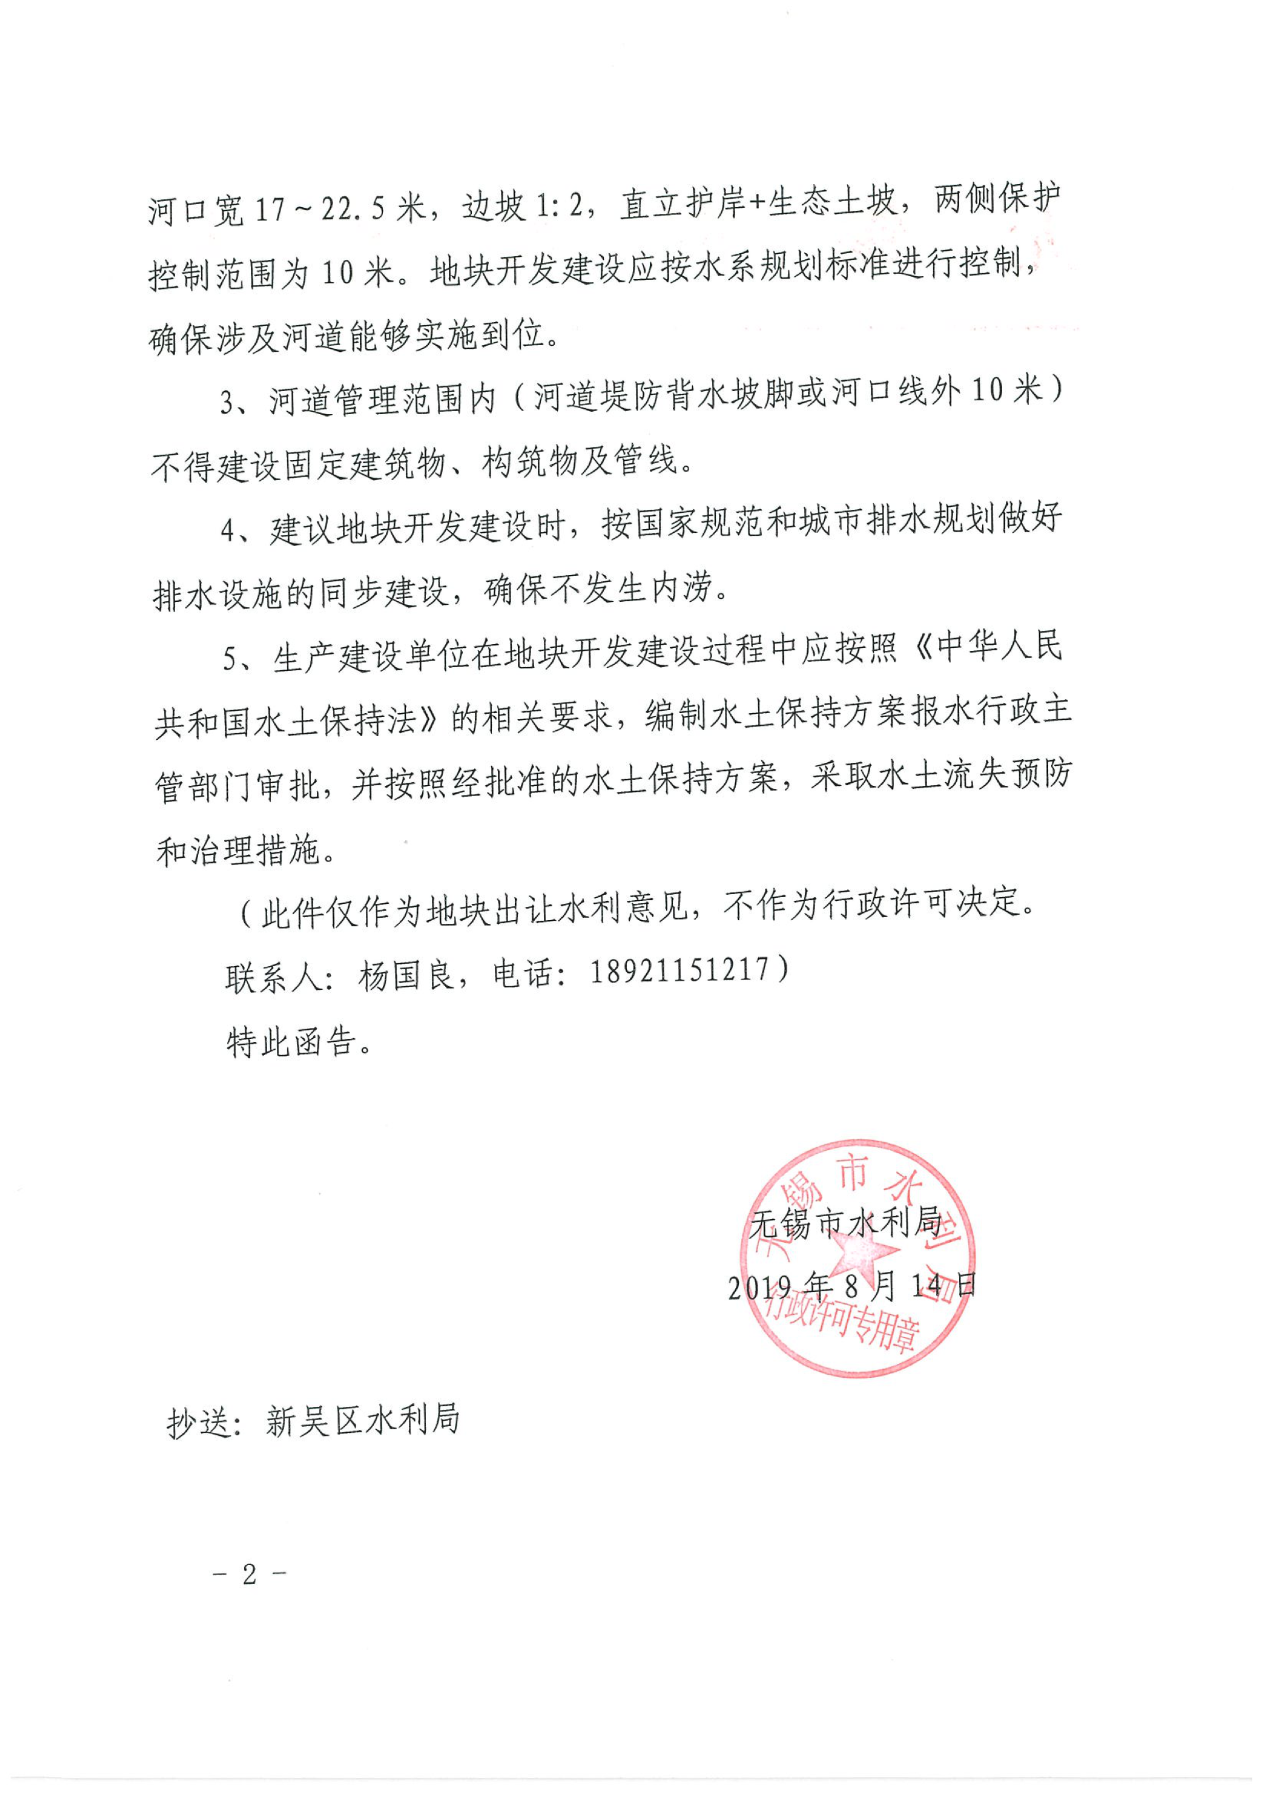 河口宽 17～22.5 米，边坡 1:2，直立护岸+生态土坡，两侧保护
控制范围为 10 米。地块开发建设应按水系规划标准进行控制，
确保涉及河道能够实施到位。
3、河道管理范围内（河道堤防背水坡脚或河口线外 10 米）
不得建设固定建筑物、构筑物及管线。
4、建议地块开发建设时，按国家规范和城市排水规划做好
排水设施的同步建设，确保不发生内涝。
5、生产建设单位在地块开发建设过程中应按照《中华人民
共和国水土保持法》的相关要求，编制水土保持方案报水行政主
管部门审批，并按照经批准的水土保持方案，采取水土流失预防
和治理措施。
（此件仅作为地块出让水利意见，不作为行政许可决定。
联系人：杨国良，电话：18921151217）
特此函告。
无锡市水利局
无锡市水利局
2019 年 8 月 14 日
行政许可专用章
抄送：新吴区水利局
- 2 -